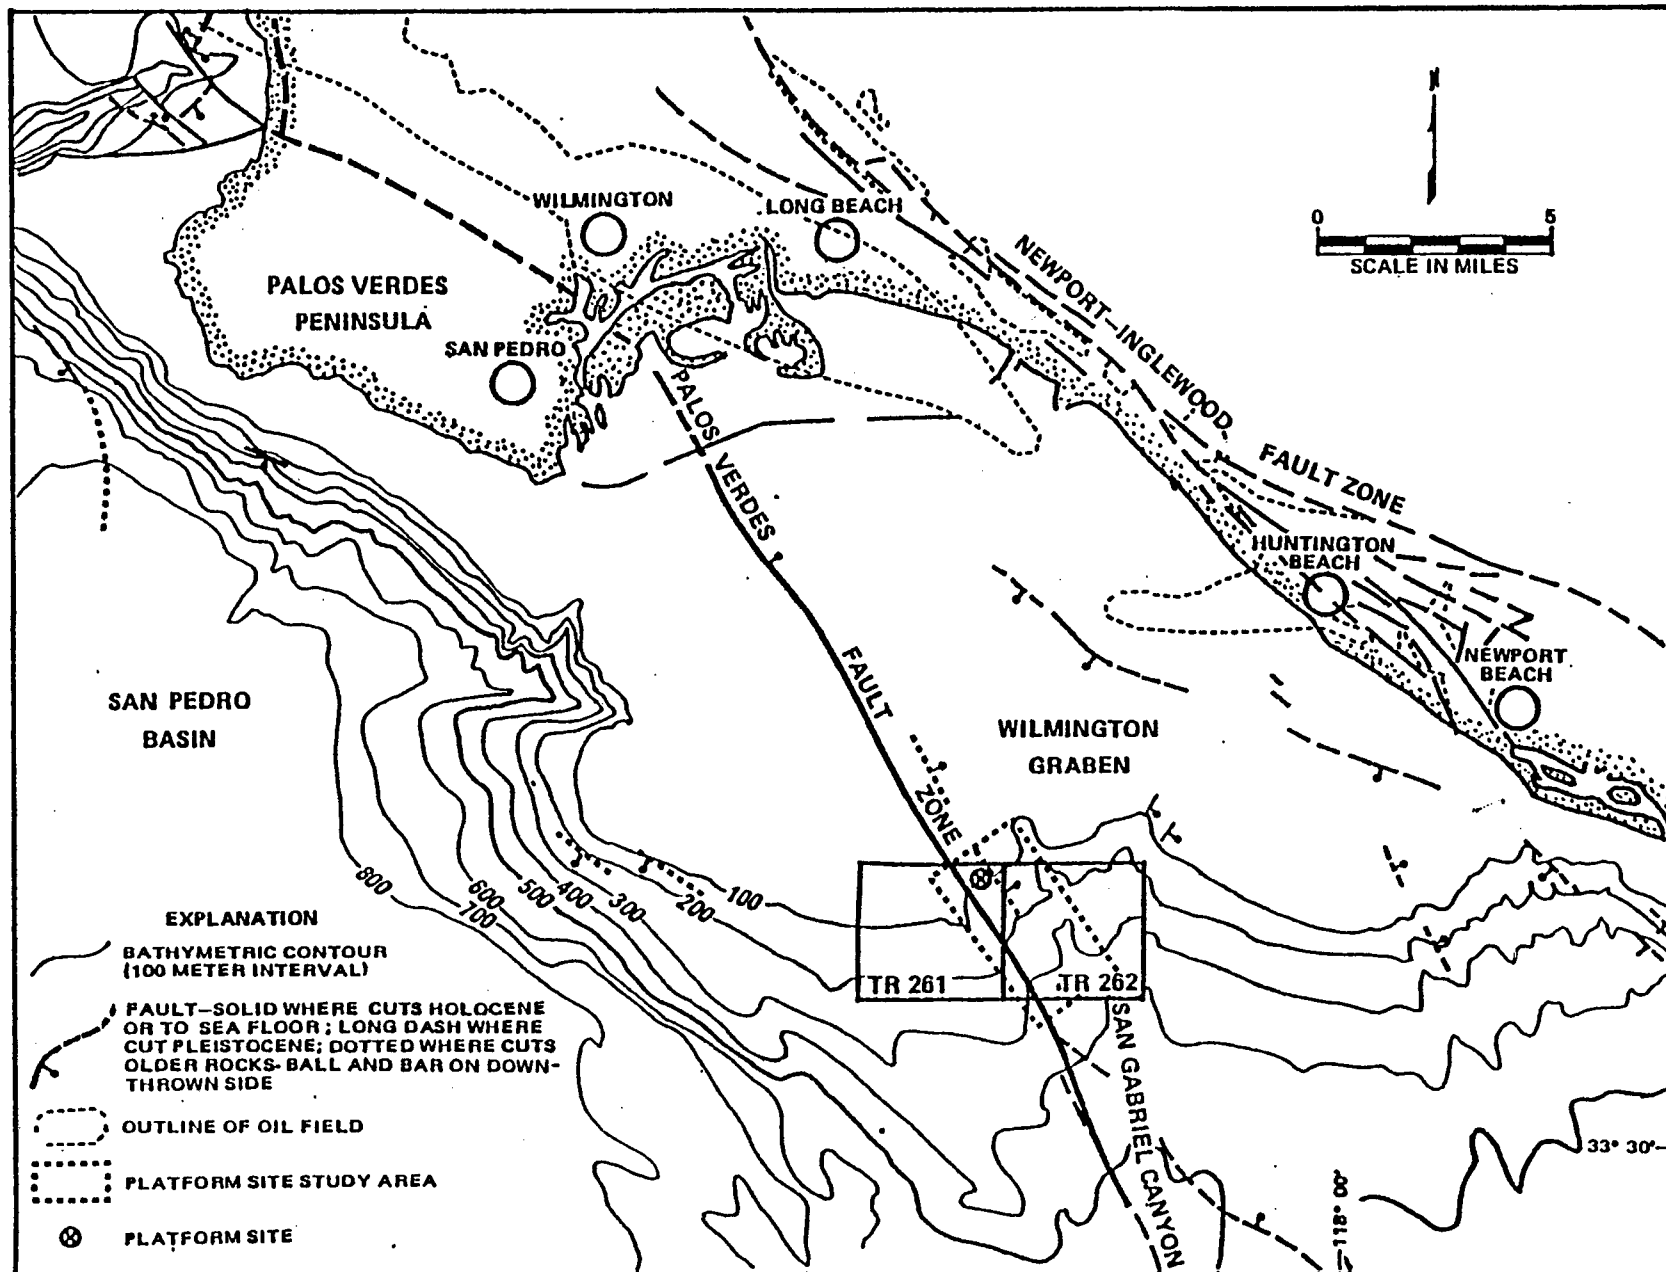 N
0 5
SCALE IN MILES
WILMINGTON
LONG BEACH
PALOS VERDES
PENINSULA
SAN PEDRO
NEWPORT–INGLEWOOD
FAULT ZONE
PALOS VERDES
FAULT
ZONE
HUNTINGTON
BEACH
NEWPORT
BEACH
SAN PEDRO
BASIN
WILMINGTON
GRABEN
800
700
600
500
400
300
200
100
TR 261
TR 262
SAN GABRIEL CANYON
33° 30'
118° 00'
EXPLANATION
BATHYMETRIC CONTOUR
(100 METER INTERVAL)
FAULT–SOLID WHERE CUTS HOLOCENE
OR TO SEA FLOOR; LONG DASH WHERE
CUT PLEISTOCENE; DOTTED WHERE CUTS
OLDER ROCKS- BALL AND BAR ON DOWN-
THROWN SIDE
OUTLINE OF OIL FIELD
PLATFORM SITE STUDY AREA
PLATFORM SITE